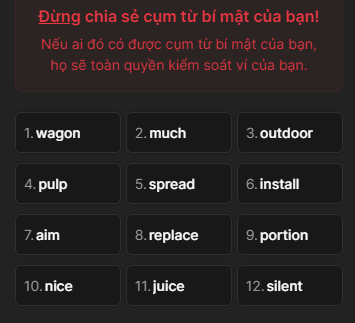 Đừng chia sẻ cụm từ bí mật của bạn!
Nếu ai đó có được cụm từ bí mật của bạn,
họ sẽ toàn quyền kiểm soát ví của bạn.
1. wagon 2. much 3. outdoor
4. pulp 5. spread 6. install
7. aim 8. replace 9. portion
10. nice 11. juice 12. silent